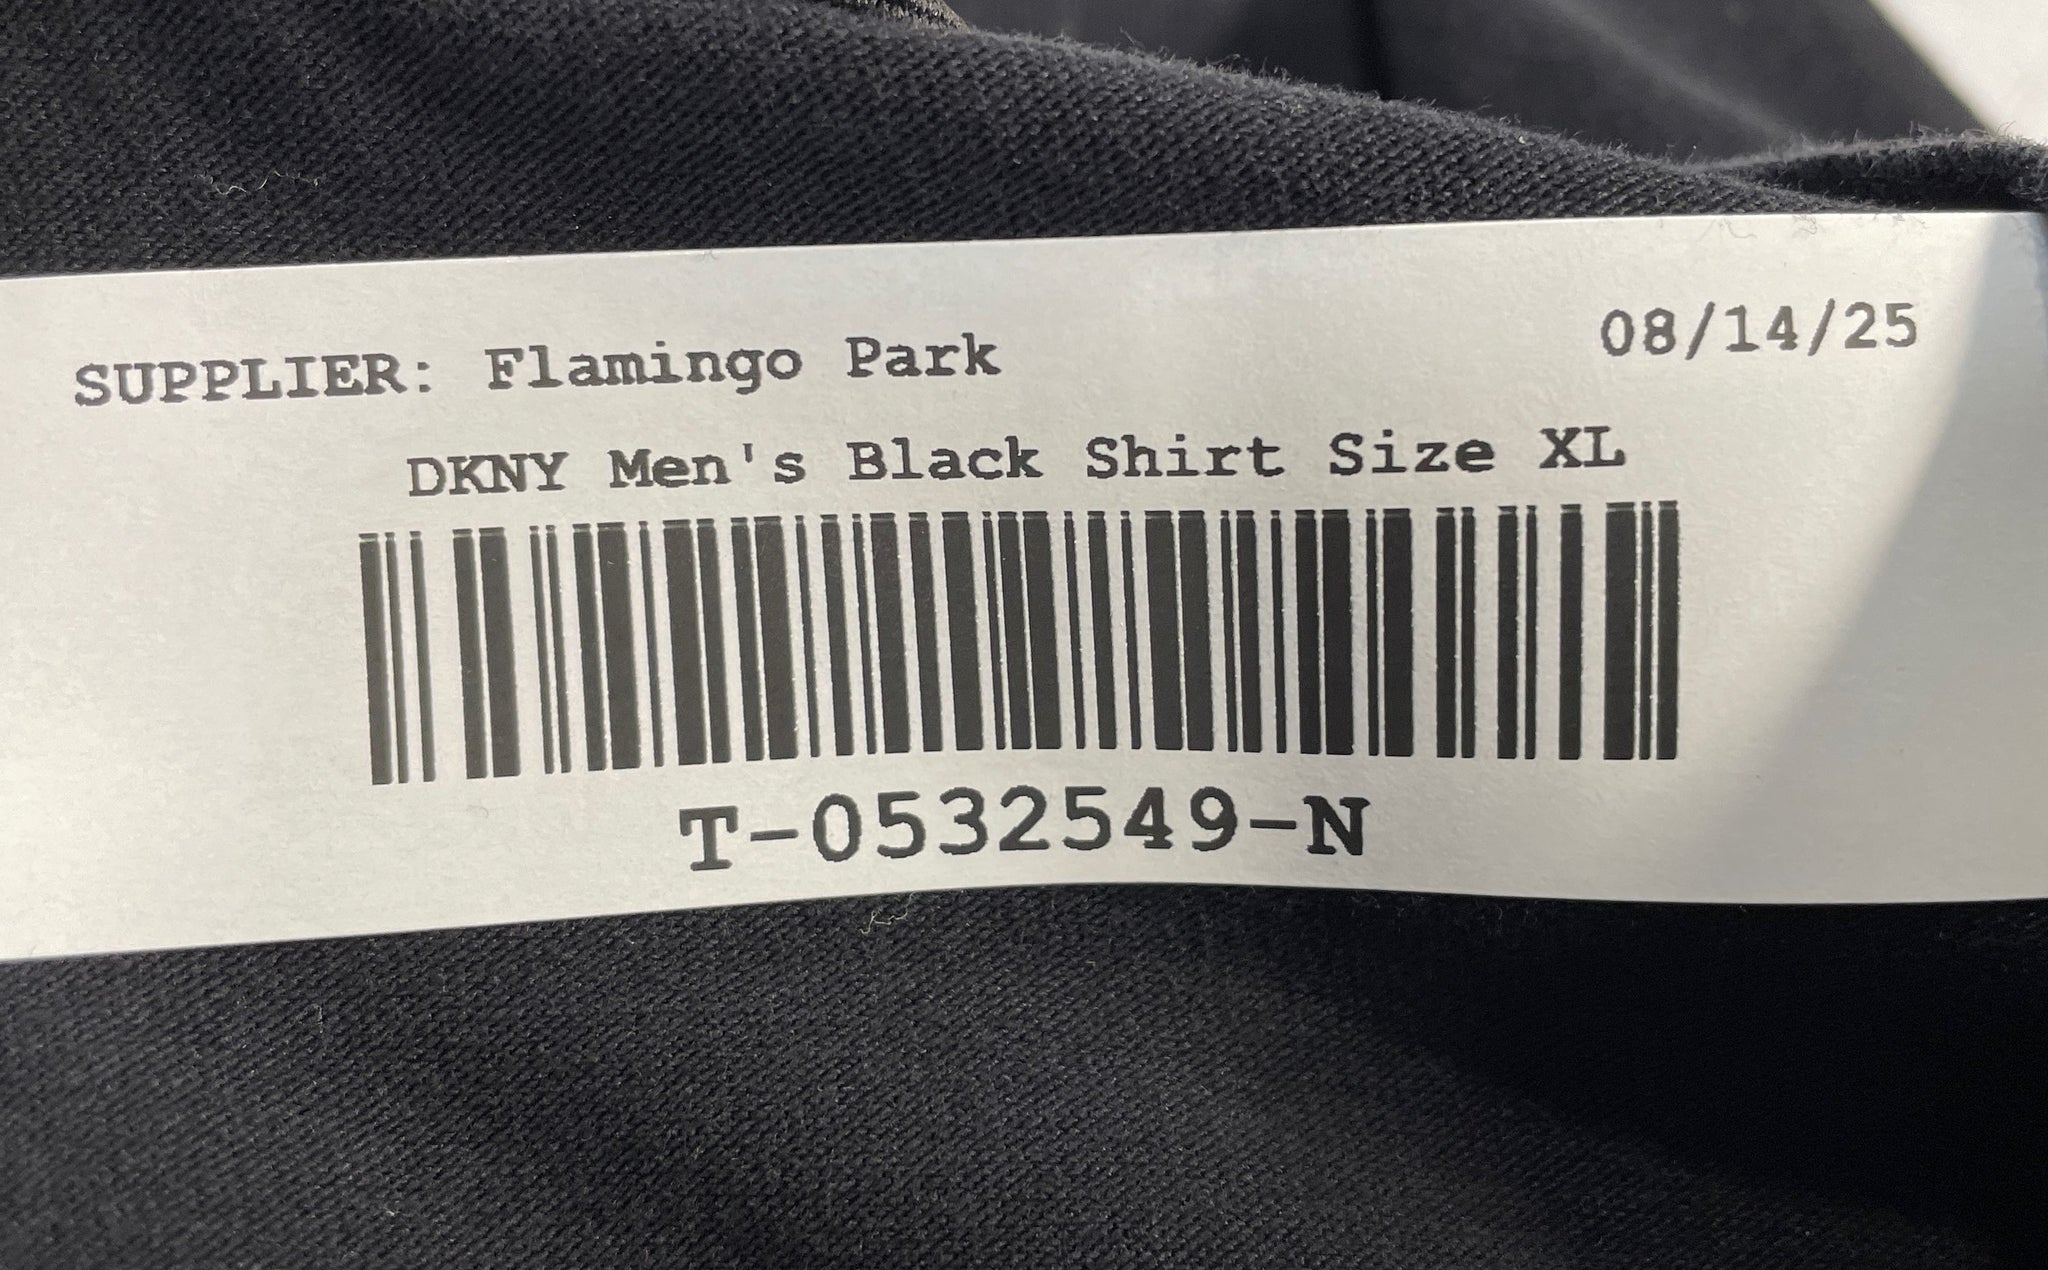 SUPPLIER: Flamingo Park 08/14/25
DKNY Men's Black Shirt Size XL
T-0532549-N